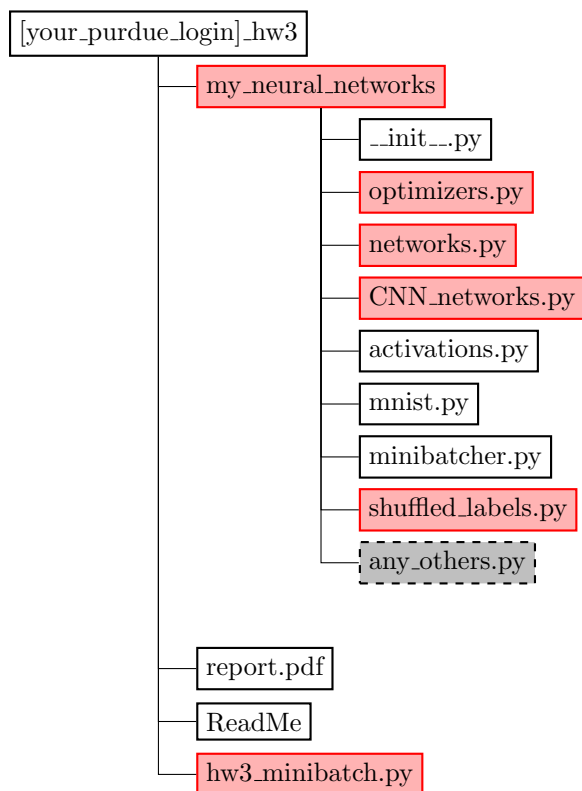 [your_purdue_login]_hw3
my_neural_networks
__init__.py
optimizers.py
networks.py
CNN_networks.py
activations.py
mnist.py
minibatcher.py
shuffled_labels.py
any_others.py
report.pdf
ReadMe
hw3_minibatch.py